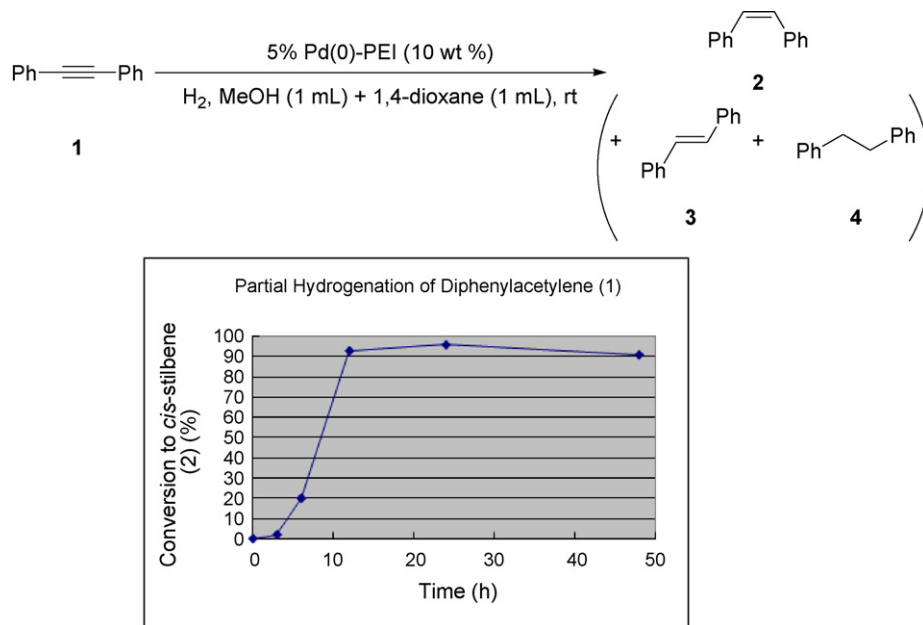 Ph Ph
1
5% Pd(0)-PEI (10 wt %)
H₂, MeOH (1 mL) + 1,4-dioxane (1 mL), rt
Ph Ph
2
+ Ph Ph + Ph Ph
3 4
Partial Hydrogenation of Diphenylacetylene (1)
Conversion to cis-stilbene
(2) (%)
100
90
80
70
60
50
40
30
20
10
0
0 10 20 30 40 50
Time (h)